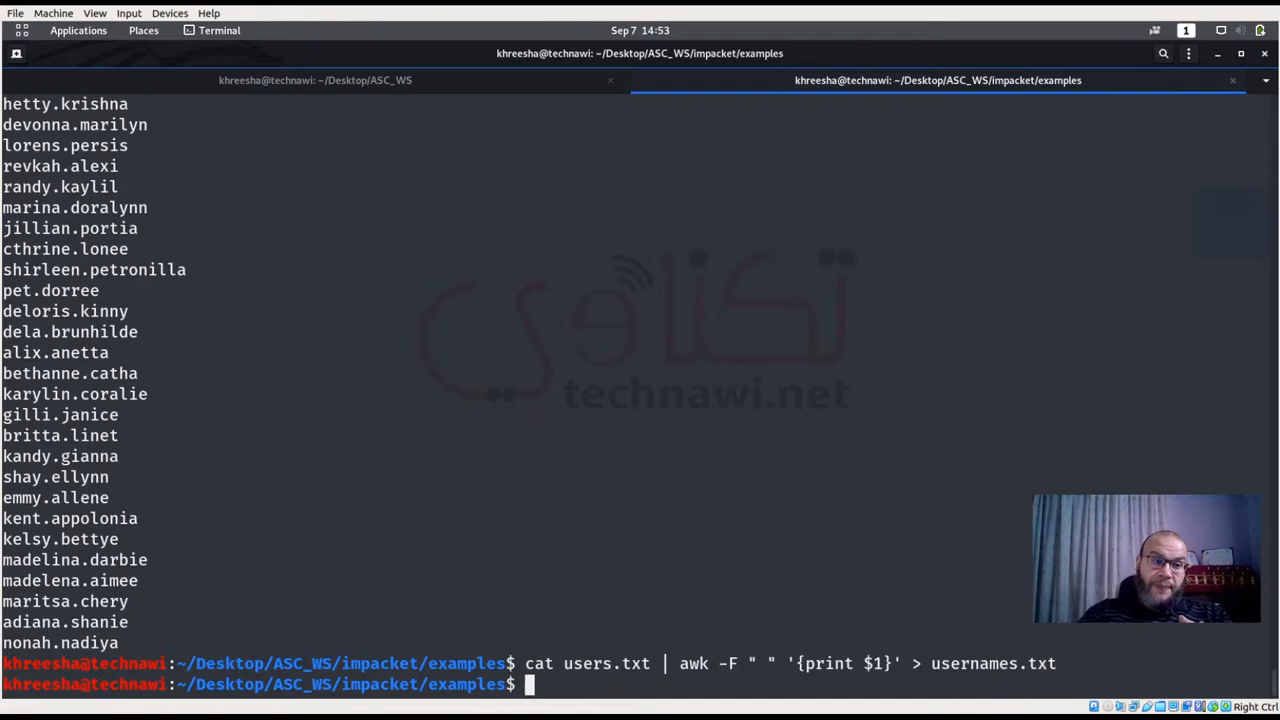 File Machine View Input Devices Help
Applications Places Terminal Sep 7 14:53 1
khreesha@technawi: ~/Desktop/ASC_WS/impacket/examples
khreesha@technawi: ~/Desktop/ASC_WS khreesha@technawi: ~/Desktop/ASC_WS/impacket/examples
hetty.krishna
devonna.marilyn
lorens.persis
revkah.alexi
randy.kaylil
marina.doralynn
jillian.portia
cthrine.lonee
shirleen.petronilla
pet.dorree
deloris.kinny
dela.brunhilde
alix.anetta
bethanne.catha
karylin.coralie
gilli.janice
britta.linet
kandy.gianna
shay.ellynn
emmy.allene
kent.appolonia
kelsy.bettye
madelina.darbie
madelena.aimee
maritsa.chery
adiana.shanie
nonah.nadiya
khreesha@technawi:~/Desktop/ASC_WS/impacket/examples$ cat users.txt | awk -F " " '{print $1}' > usernames.txt
khreesha@technawi:~/Desktop/ASC_WS/impacket/examples$
تكناوي
technawi.net
Right Ctrl